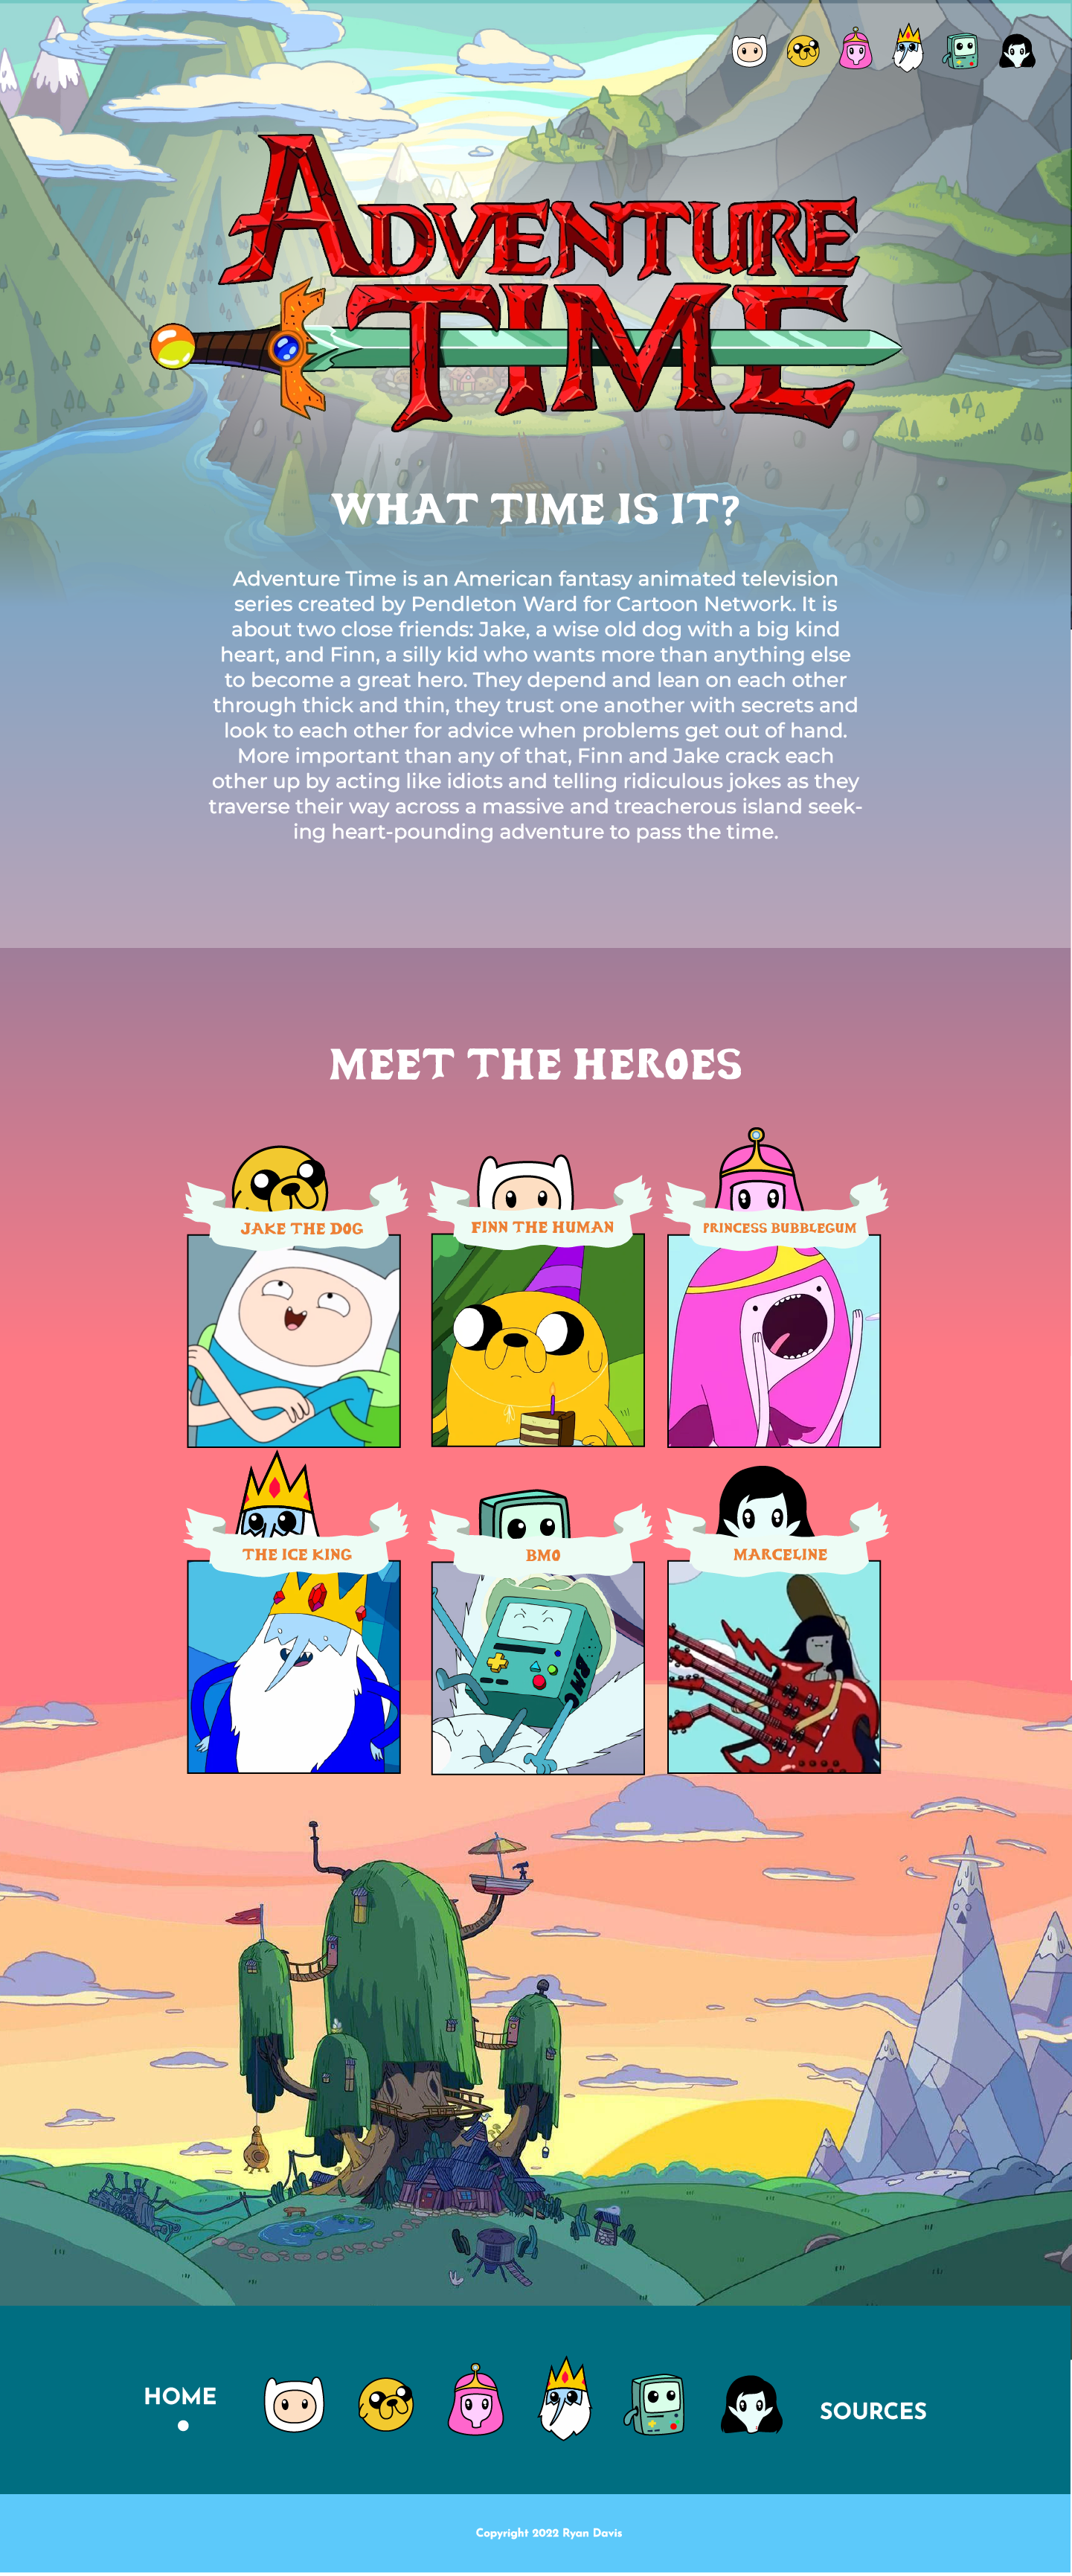 ADVENTURE
TIME
WHAT TIME IS IT?
Adventure Time is an American fantasy animated television
series created by Pendleton Ward for Cartoon Network. It is
about two close friends: Jake, a wise old dog with a big kind
heart, and Finn, a silly kid who wants more than anything else
to become a great hero. They depend and lean on each other
through thick and thin, they trust one another with secrets and
look to each other for advice when problems get out of hand.
More important than any of that, Finn and Jake crack each
other up by acting like idiots and telling ridiculous jokes as they
traverse their way across a massive and treacherous island seek-
ing heart-pounding adventure to pass the time.
MEET THE HEROES
JAKE THE DOG
FINN THE HUMAN
PRINCESS BUBBLEGUM
THE ICE KING
BMO
MARCELINE
BMO
HOME
SOURCES
Copyright 2022 Ryan Davis